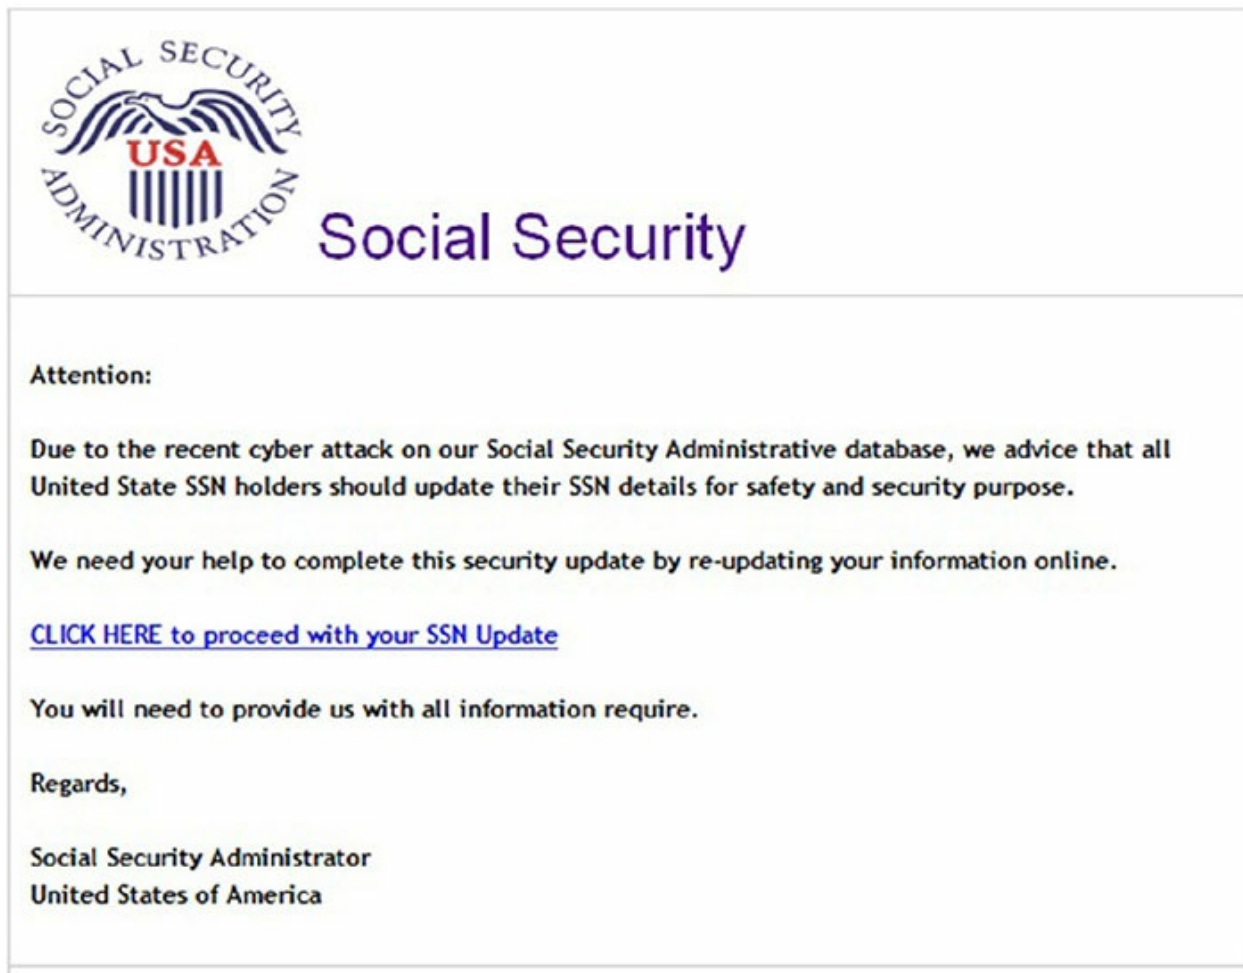 SOCIAL SECURITY
USA
ADMINISTRATION
Social Security
Attention:
Due to the recent cyber attack on our Social Security Administrative database, we advice that all
United State SSN holders should update their SSN details for safety and security purpose.
We need your help to complete this security update by re-updating your information online.
CLICK HERE to proceed with your SSN Update
You will need to provide us with all information require.
Regards,
Social Security Administrator
United States of America